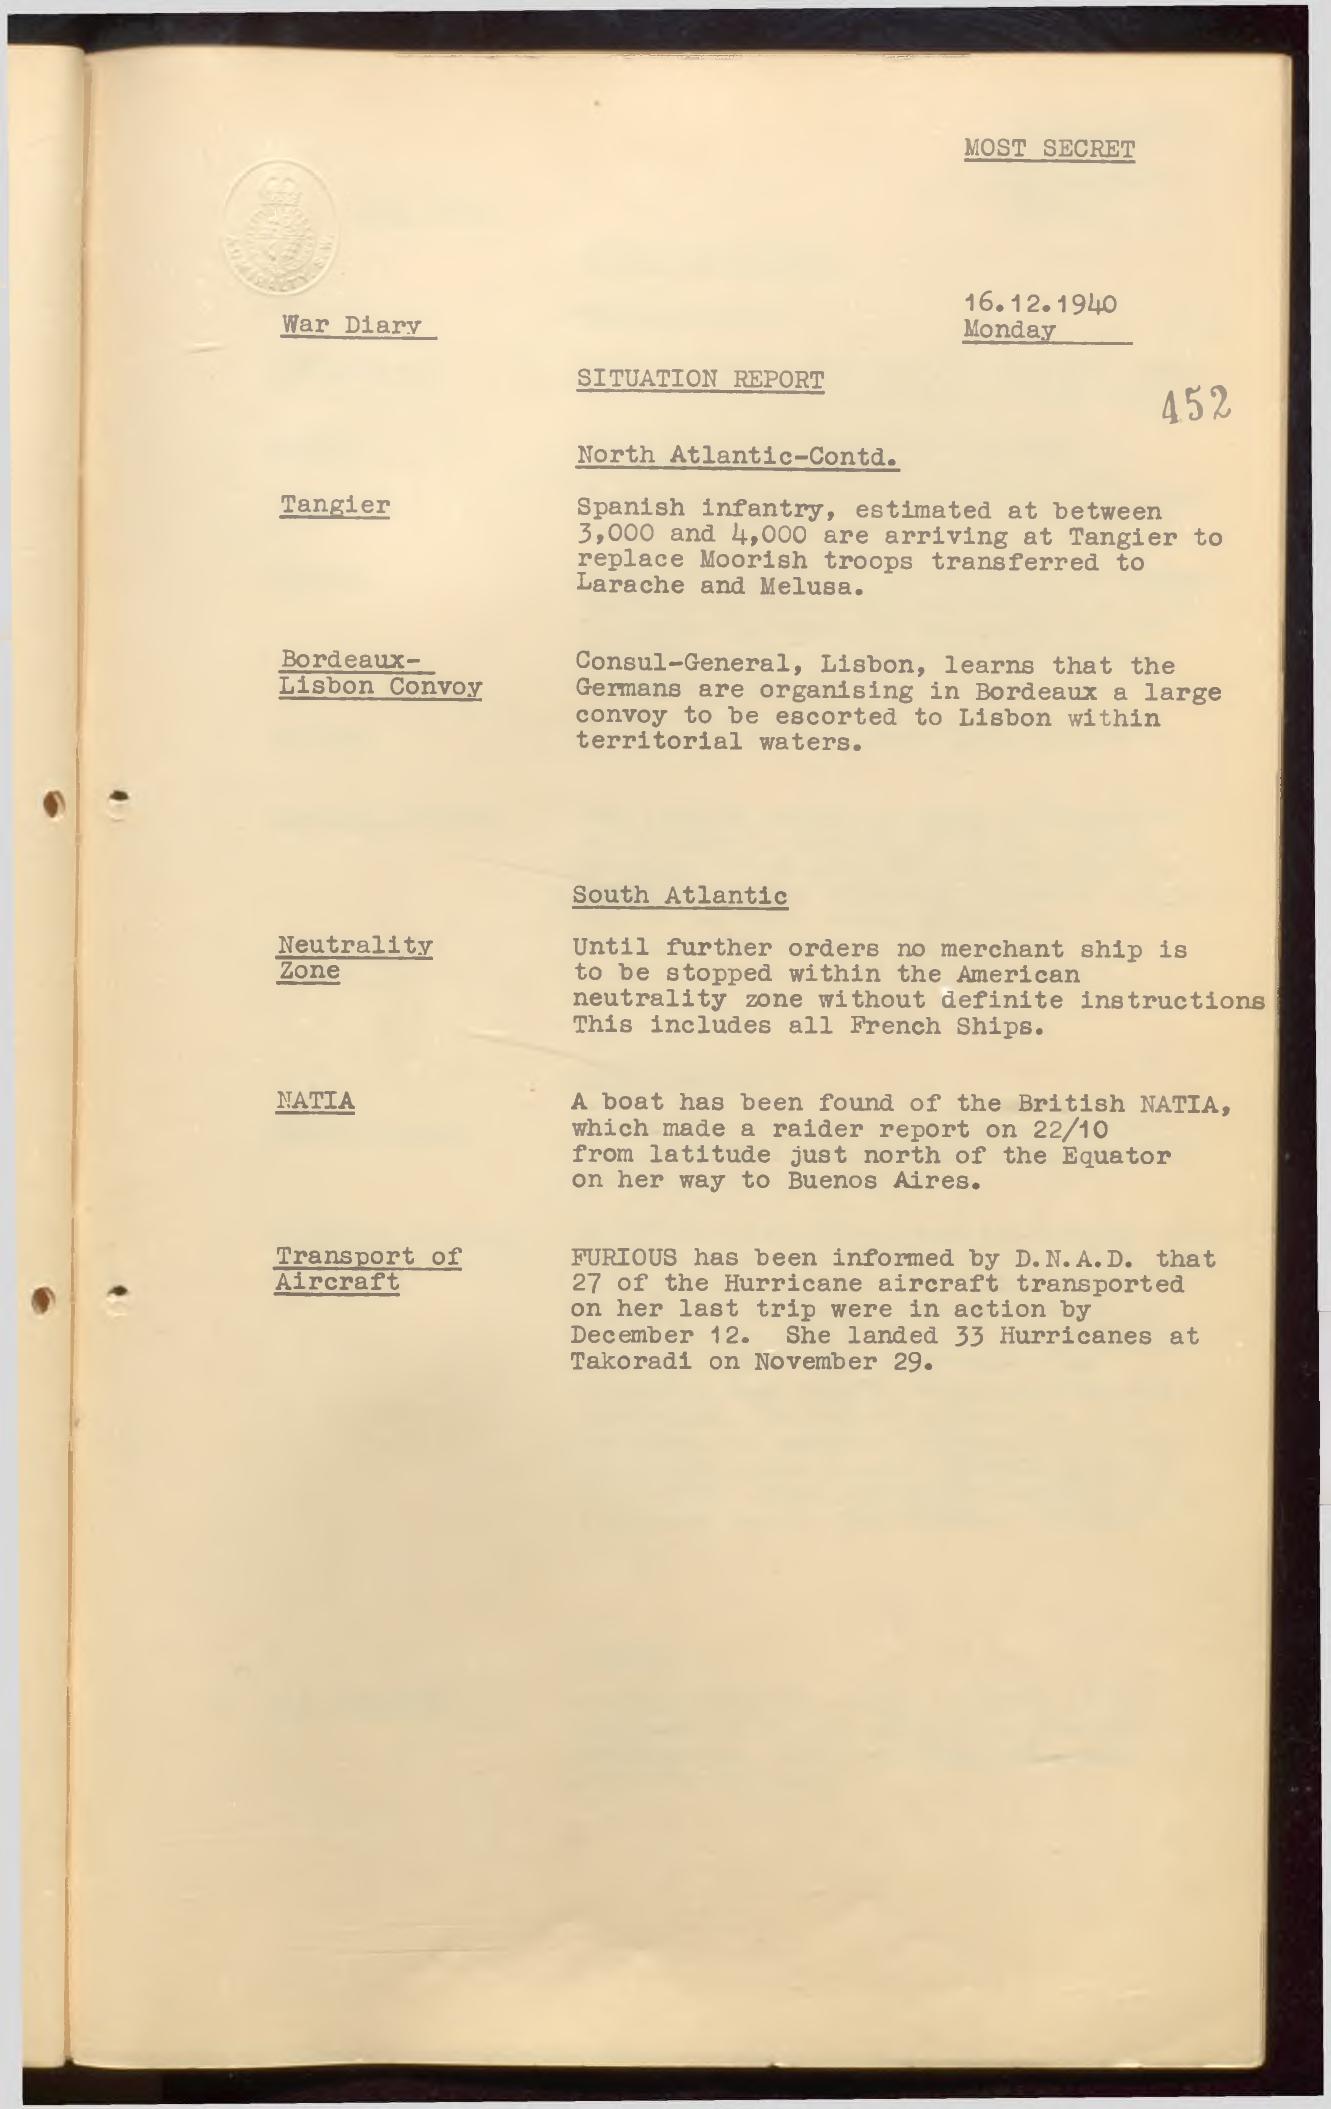 MOST SECRET
ADMIRALTY. S.W.
16.12.1940
War Diary
Monday
SITUATION REPORT
452
North Atlantic-Contd.
Tangier
Spanish infantry, estimated at between
3,000 and 4,000 are arriving at Tangier to
replace Moorish troops transferred to
Larache and Melusa.
Bordeaux-
Lisbon Convoy
Consul-General, Lisbon, learns that the
Germans are organising in Bordeaux a large
convoy to be escorted to Lisbon within
territorial waters.
South Atlantic
Neutrality
Zone
Until further orders no merchant ship is
to be stopped within the American
neutrality zone without definite instructions
This includes all French Ships.
NATIA
A boat has been found of the British NATIA,
which made a raider report on 22/10
from latitude just north of the Equator
on her way to Buenos Aires.
Transport of
Aircraft
FURIOUS has been informed by D.N.A.D. that
27 of the Hurricane aircraft transported
on her last trip were in action by
December 12. She landed 33 Hurricanes at
Takoradi on November 29.